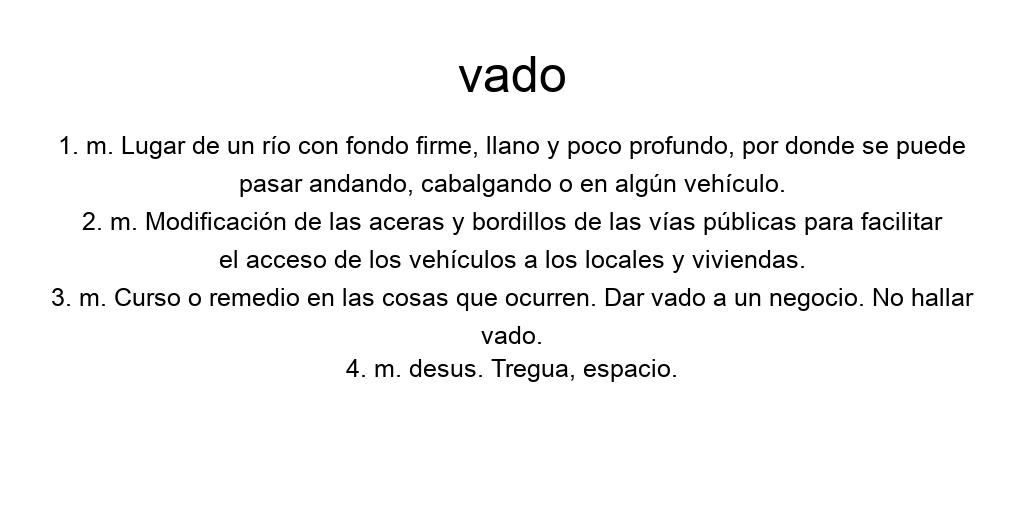 vado
1. m. Lugar de un río con fondo firme, llano y poco profundo, por donde se puede
pasar andando, cabalgando o en algún vehículo.
2. m. Modificación de las aceras y bordillos de las vías públicas para facilitar
el acceso de los vehículos a los locales y viviendas.
3. m. Curso o remedio en las cosas que ocurren. Dar vado a un negocio. No hallar
vado.
4. m. desus. Tregua, espacio.